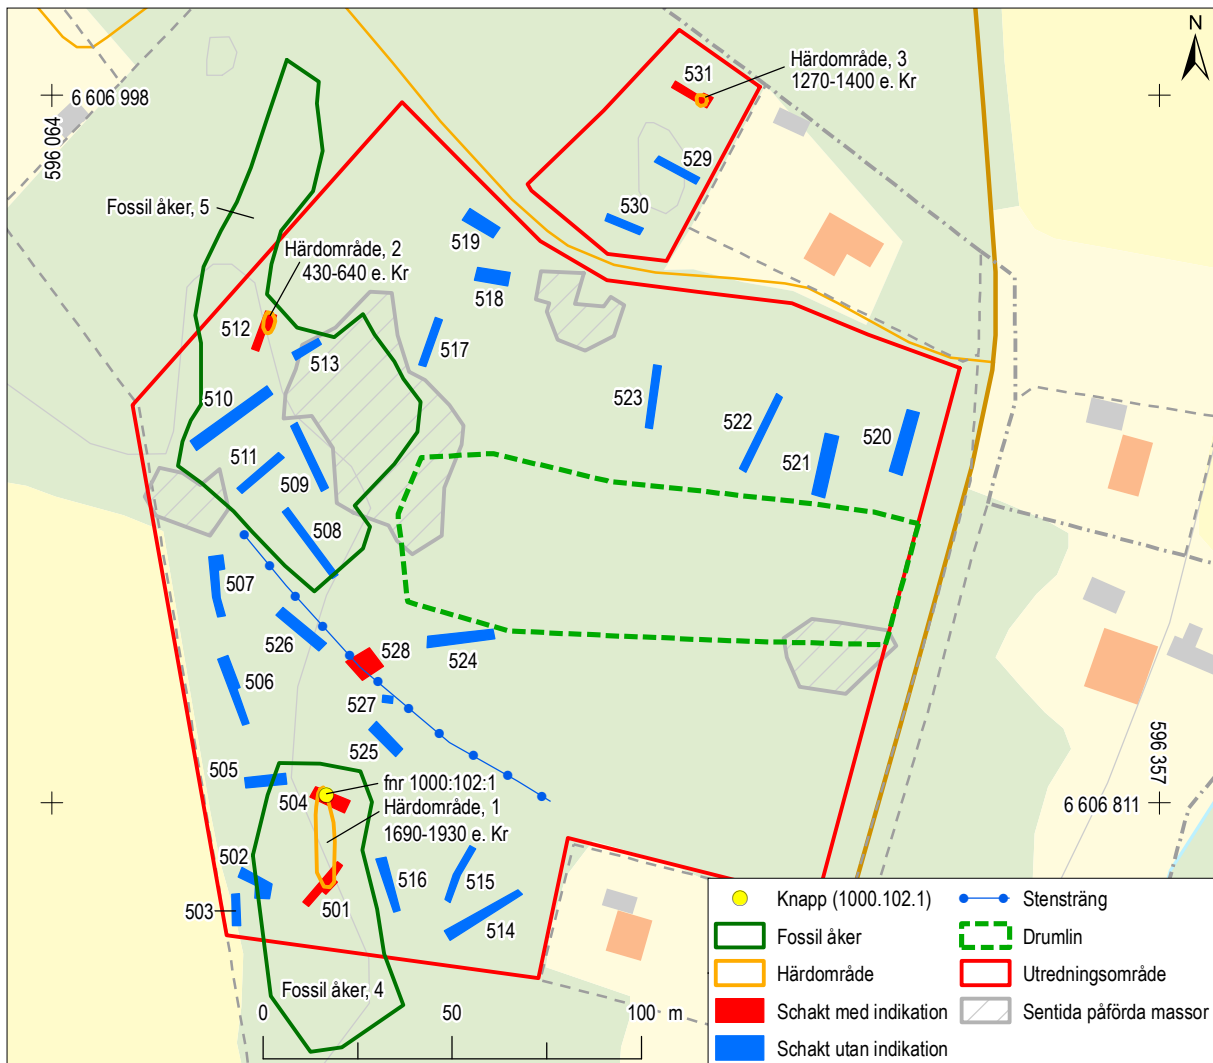 N
6 606 998
596 064
531
Härdområde, 3
1270-1400 e. Kr
529
530
Fossil åker, 5
Härdområde, 2
430-640 e. Kr
519
518
512
513
517
510
523
522
520
521
511
509
508
507
526
528
524
506
527
525
505
504
fnr 1000:102:1
Härdområde, 1
1690-1930 e. Kr
596 357
6 606 811
502
503
501
516
515
514
Fossil åker, 4
0 50 100 m
Knapp (1000.102.1)
Fossil åker
Härdområde
Schakt med indikation
Schakt utan indikation
Stensträng
Drumlin
Utredningsområde
Sentida påförda massor